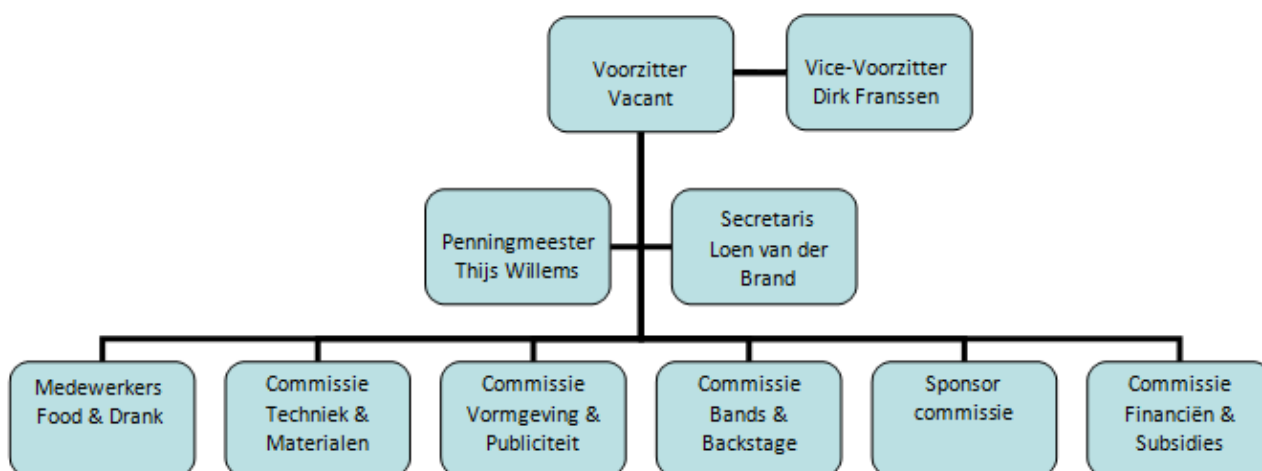 Voorzitter
Vacant
Vice-Voorzitter
Dirk Franssen
Penningmeester
Thijs Willems
Secretaris
Loen van der
Brand
Medewerkers
Food & Drank
Commissie
Techniek &
Materialen
Commissie
Vormgeving &
Publiciteit
Commissie
Bands &
Backstage
Sponsor
commissie
Commissie
Financiën &
Subsidies